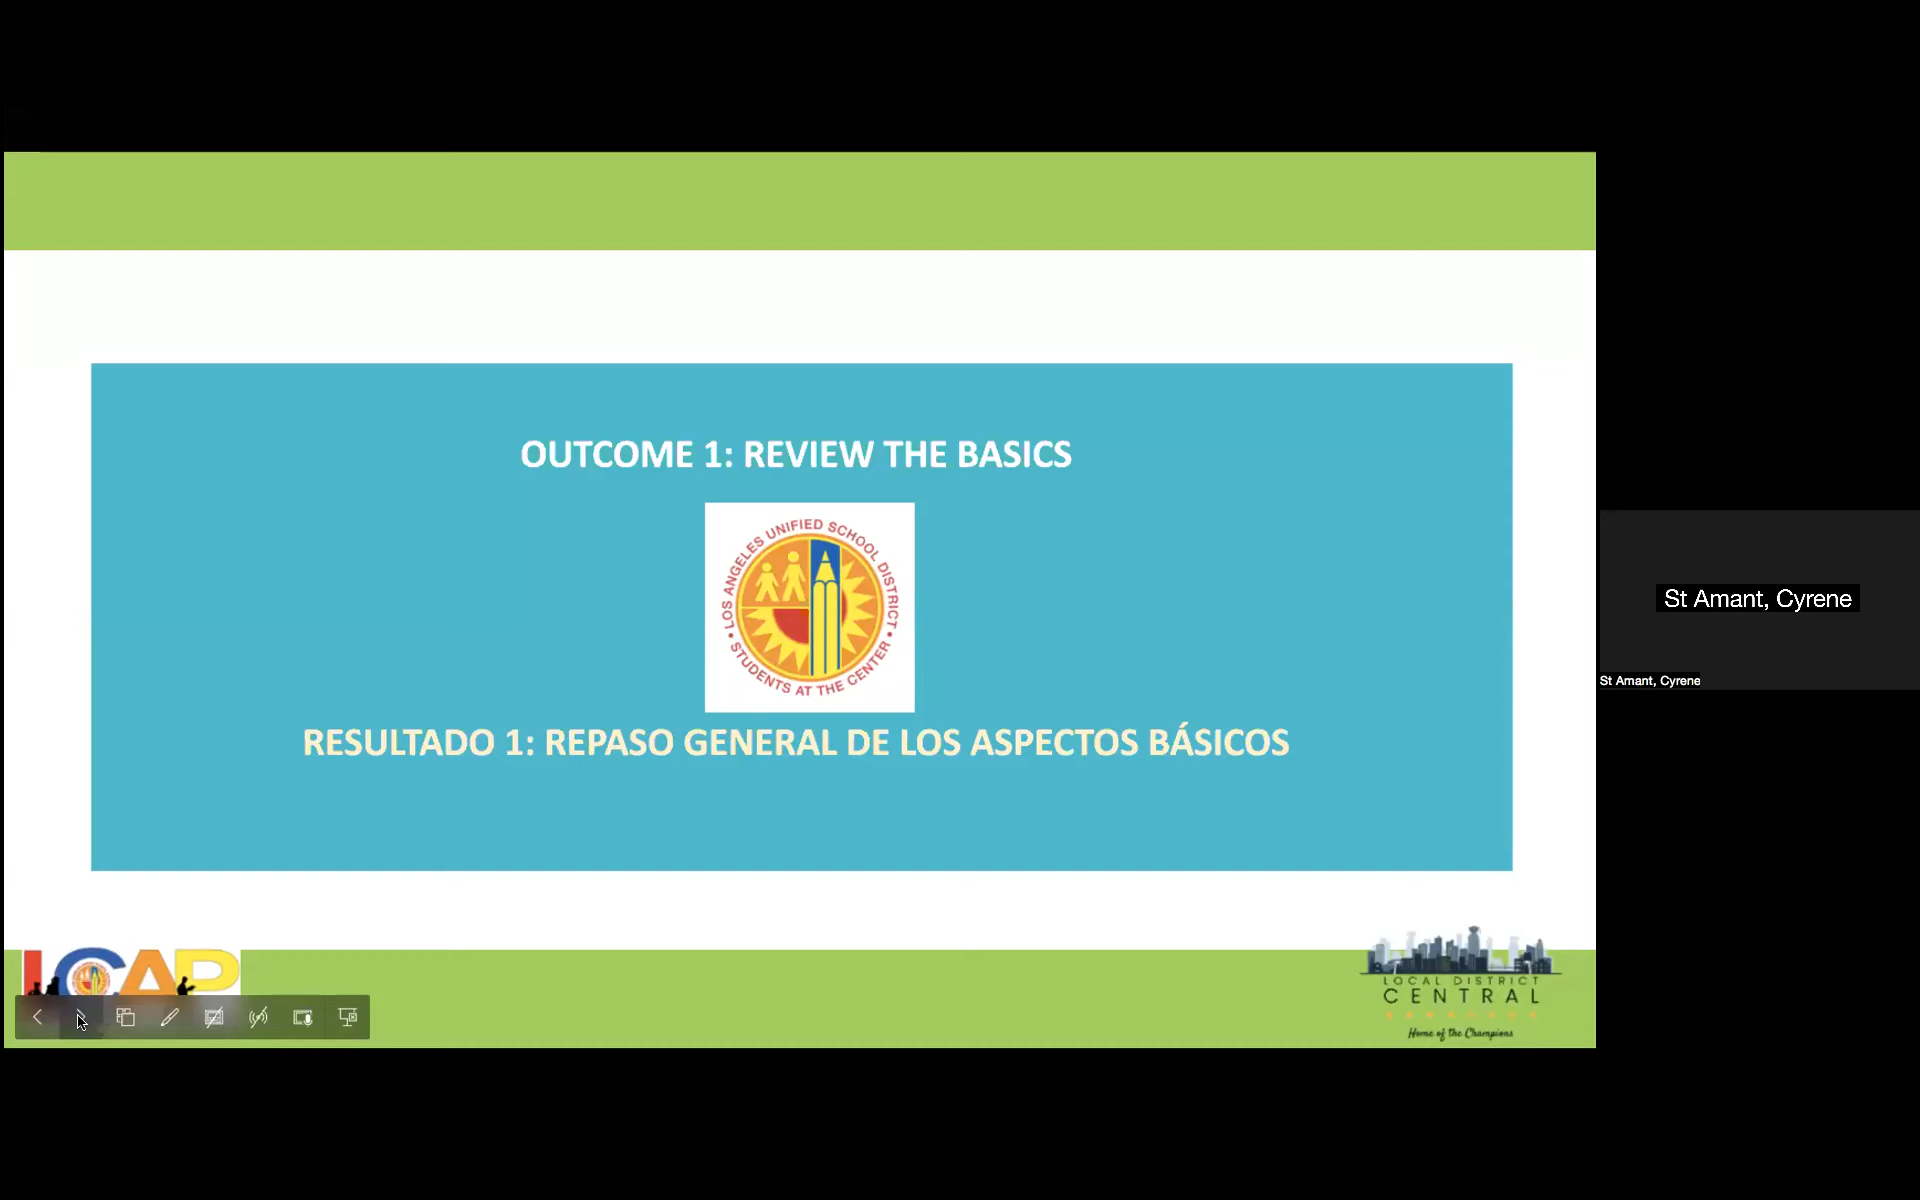 OUTCOME 1: REVIEW THE BASICS
LOS ANGELES UNIFIED SCHOOL DISTRICT
• STUDENTS AT THE CENTER •
RESULTADO 1: REPASO GENERAL DE LOS ASPECTOS BÁSICOS
St Amant, Cyrene
St Amant, Cyrene
LCAP
LOCAL DISTRICT
CENTRAL
Home of the Champions